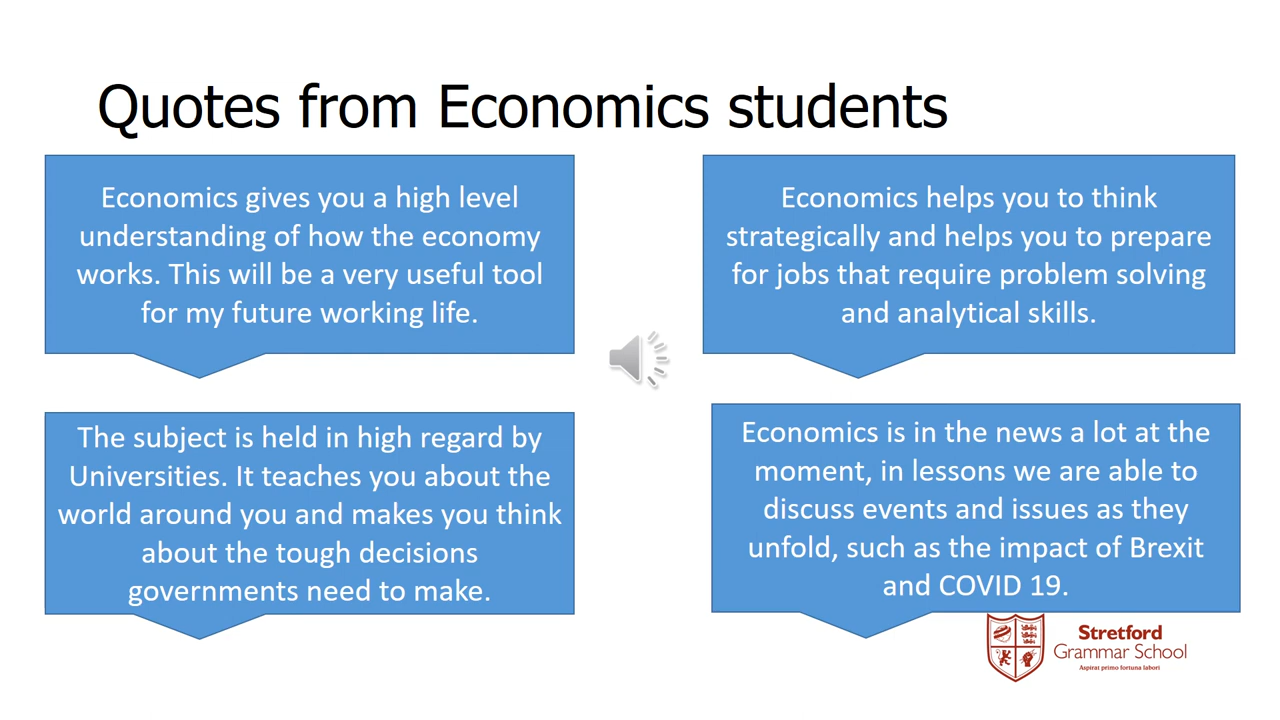 Quotes from Economics students
Economics gives you a high level
understanding of how the economy
works. This will be a very useful tool
for my future working life.
Economics helps you to think
strategically and helps you to prepare
for jobs that require problem solving
and analytical skills.
The subject is held in high regard by
Universities. It teaches you about the
world around you and makes you think
about the tough decisions
governments need to make.
Economics is in the news a lot at the
moment, in lessons we are able to
discuss events and issues as they
unfold, such as the impact of Brexit
and COVID 19.
Stretford
Grammar School
Aspirat primo fortuna labori